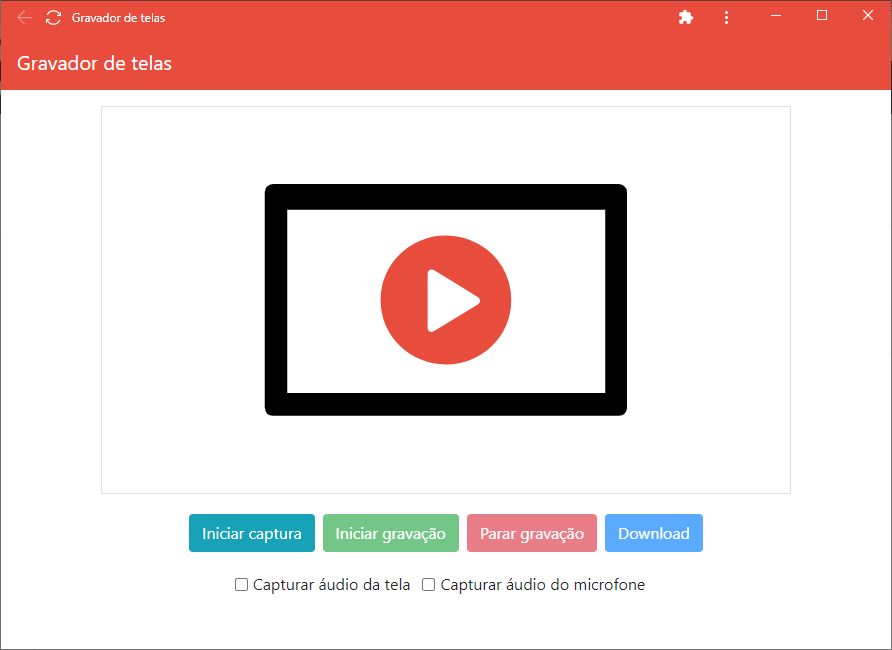 Gravador de telas
Gravador de telas
Iniciar captura Iniciar gravação Parar gravação Download
Capturar áudio da tela Capturar áudio do microfone